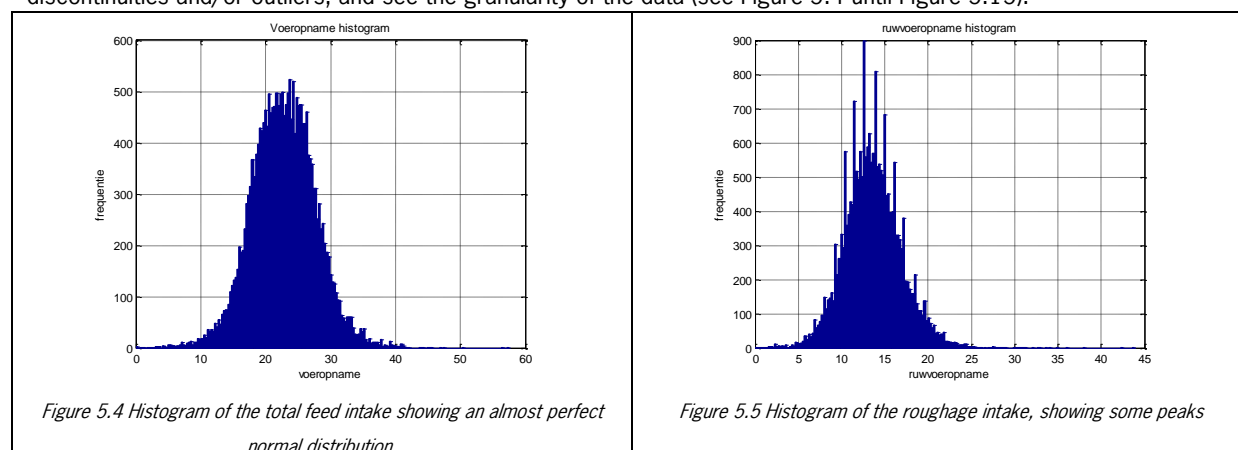 discontinuities and/or outliers, and see the granularity of the data (see Figure 5.4 until Figure 5.15).
Voeropname histogram
600
500
400
300
200
100
0
frequentie
0 10 20 30 40 50 60
voeropname
Figure 5.4 Histogram of the total feed intake showing an almost perfect
normal distribution
ruwvoeropname histogram
900
800
700
600
500
400
300
200
100
0
frequentie
0 5 10 15 20 25 30 35 40 45
ruwvoeropname
Figure 5.5 Histogram of the roughage intake, showing some peaks